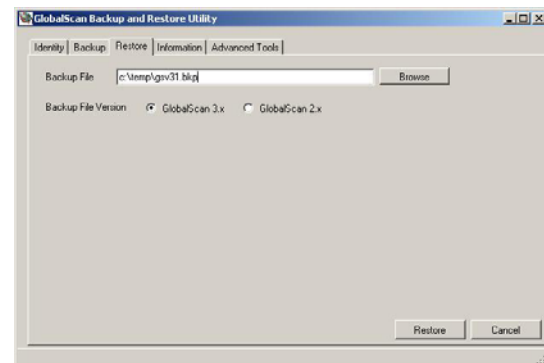 GlobalScan Backup and Restore Utility
Identity Backup Restore Information Advanced Tools
Backup File c:\temp\gsv31.bkp Browse
Backup File Version GlobalScan 3.x GlobalScan 2.x
Restore Cancel